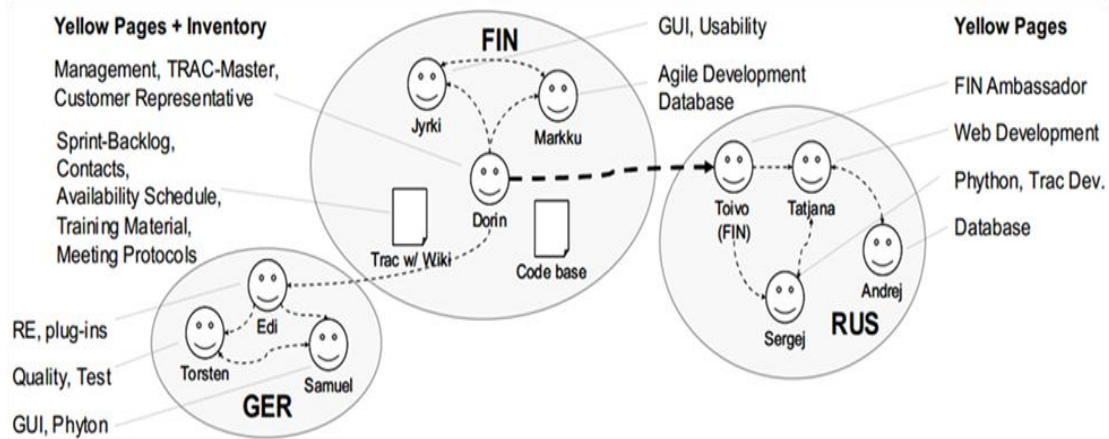 Yellow Pages + Inventory
Management, TRAC-Master,
Customer Representative
Sprint-Backlog,
Contacts,
Availability Schedule,
Training Material,
Meeting Protocols
RE, plug-ins
Quality, Test
GUI, Phyton
FIN
Jyrki
Markku
Dorin
Trac w/ Wiki
Code base
GUI, Usability
Agile Development
Database
Edi
Torsten
Samuel
GER
Toivo
(FIN)
Tatjana
Andrej
Sergej
RUS
Yellow Pages
FIN Ambassador
Web Development
Phython, Trac Dev.
Database